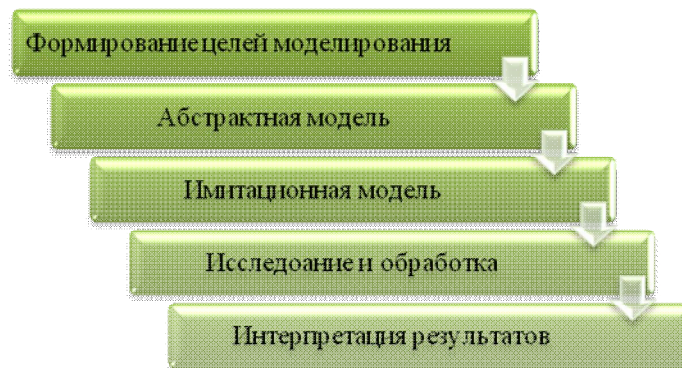 Формирование целей моделирования
Абстрактная модель
Имитационная модель
Исследоание и обработка
Интерпретация результатов